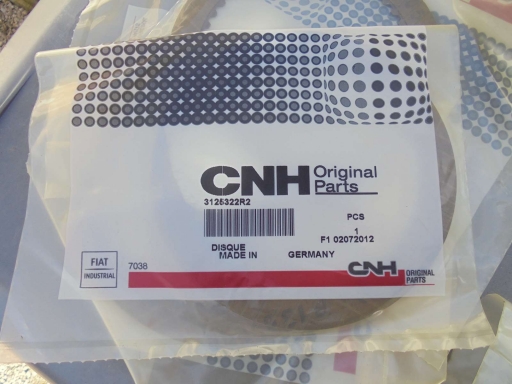 CNH Original Parts
3125322R2
PCS
1
F1 02072012
DISQUE
MADE IN GERMANY
FIAT
INDUSTRIAL
7038
CNH ORIGINAL PARTS